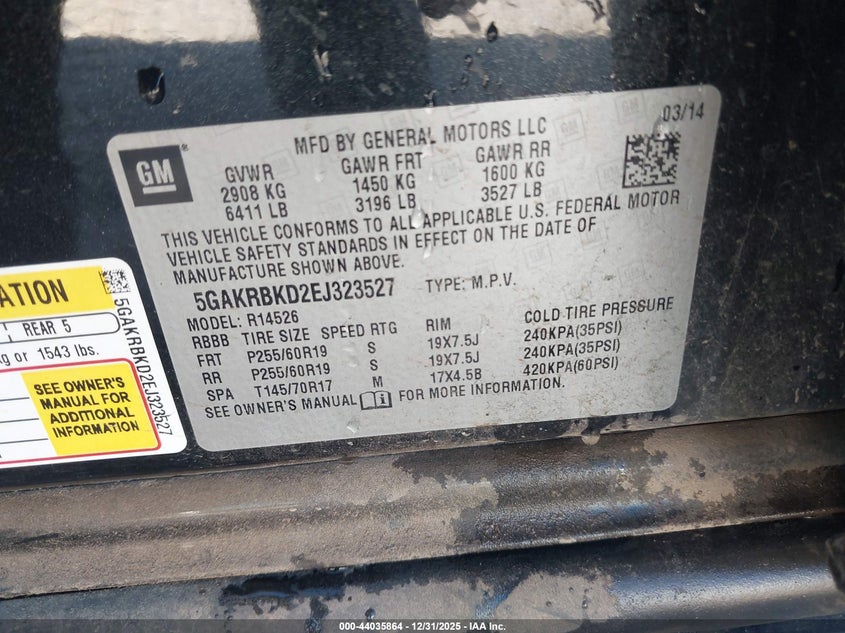 03/14
MFD BY GENERAL MOTORS LLC
GM
GVWR GAWR FRT GAWR RR
2908 KG 1450 KG 1600 KG
6411 LB 3196 LB 3527 LB
THIS VEHICLE CONFORMS TO ALL APPLICABLE U.S. FEDERAL MOTOR
VEHICLE SAFETY STANDARDS IN EFFECT ON THE DATE OF
MANUFACTURE SHOWN ABOVE.
5GAKRBKD2EJ323527 TYPE: M.P.V.
MODEL: R14526
RBBB TIRE SIZE SPEED RTG RIM COLD TIRE PRESSURE
FRT P255/60R19 S 19X7.5J 240KPA(35PSI)
RR P255/60R19 S 19X7.5J 240KPA(35PSI)
SPA T145/70R17 M 17X4.5B 420KPA(60PSI)
SEE OWNER'S MANUAL FOR MORE INFORMATION.
ATION
REAR 5
kg or 1543 lbs.
SEE OWNER'S
MANUAL FOR
ADDITIONAL
INFORMATION
5GAKRBKD2EJ323527
000-44035864 - 12/31/2025 - IAA Inc.